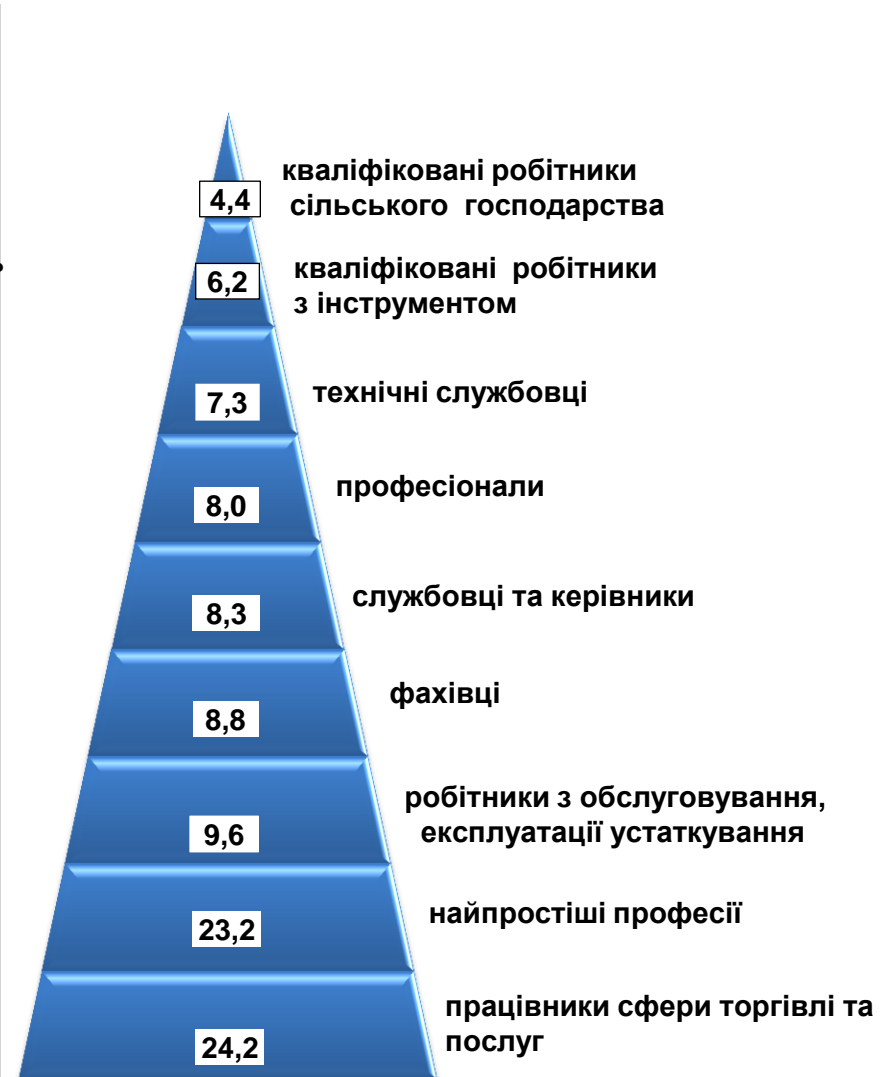 кваліфіковані робітники
сільського господарства
4,4
кваліфіковані робітники
з інструментом
6,2
технічні службовці
7,3
професіонали
8,0
службовці та керівники
8,3
фахівці
8,8
робітники з обслуговування,
експлуатації устаткування
9,6
найпростіші професії
23,2
працівники сфери торгівлі та
послуг
24,2